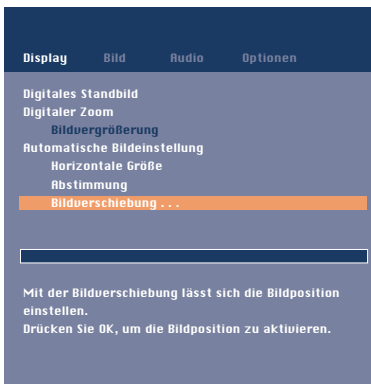 Display Bild Audio Optionen
Digitales Standbild
Digitaler Zoom
Bildvergrößerung
Automatische Bildeinstellung
Horizontale Größe
Abstimmung
Bildverschiebung . . .
Mit der Bildverschiebung lässt sich die Bildposition
einstellen.
Drücken Sie OK, um die Bildposition zu aktivieren.